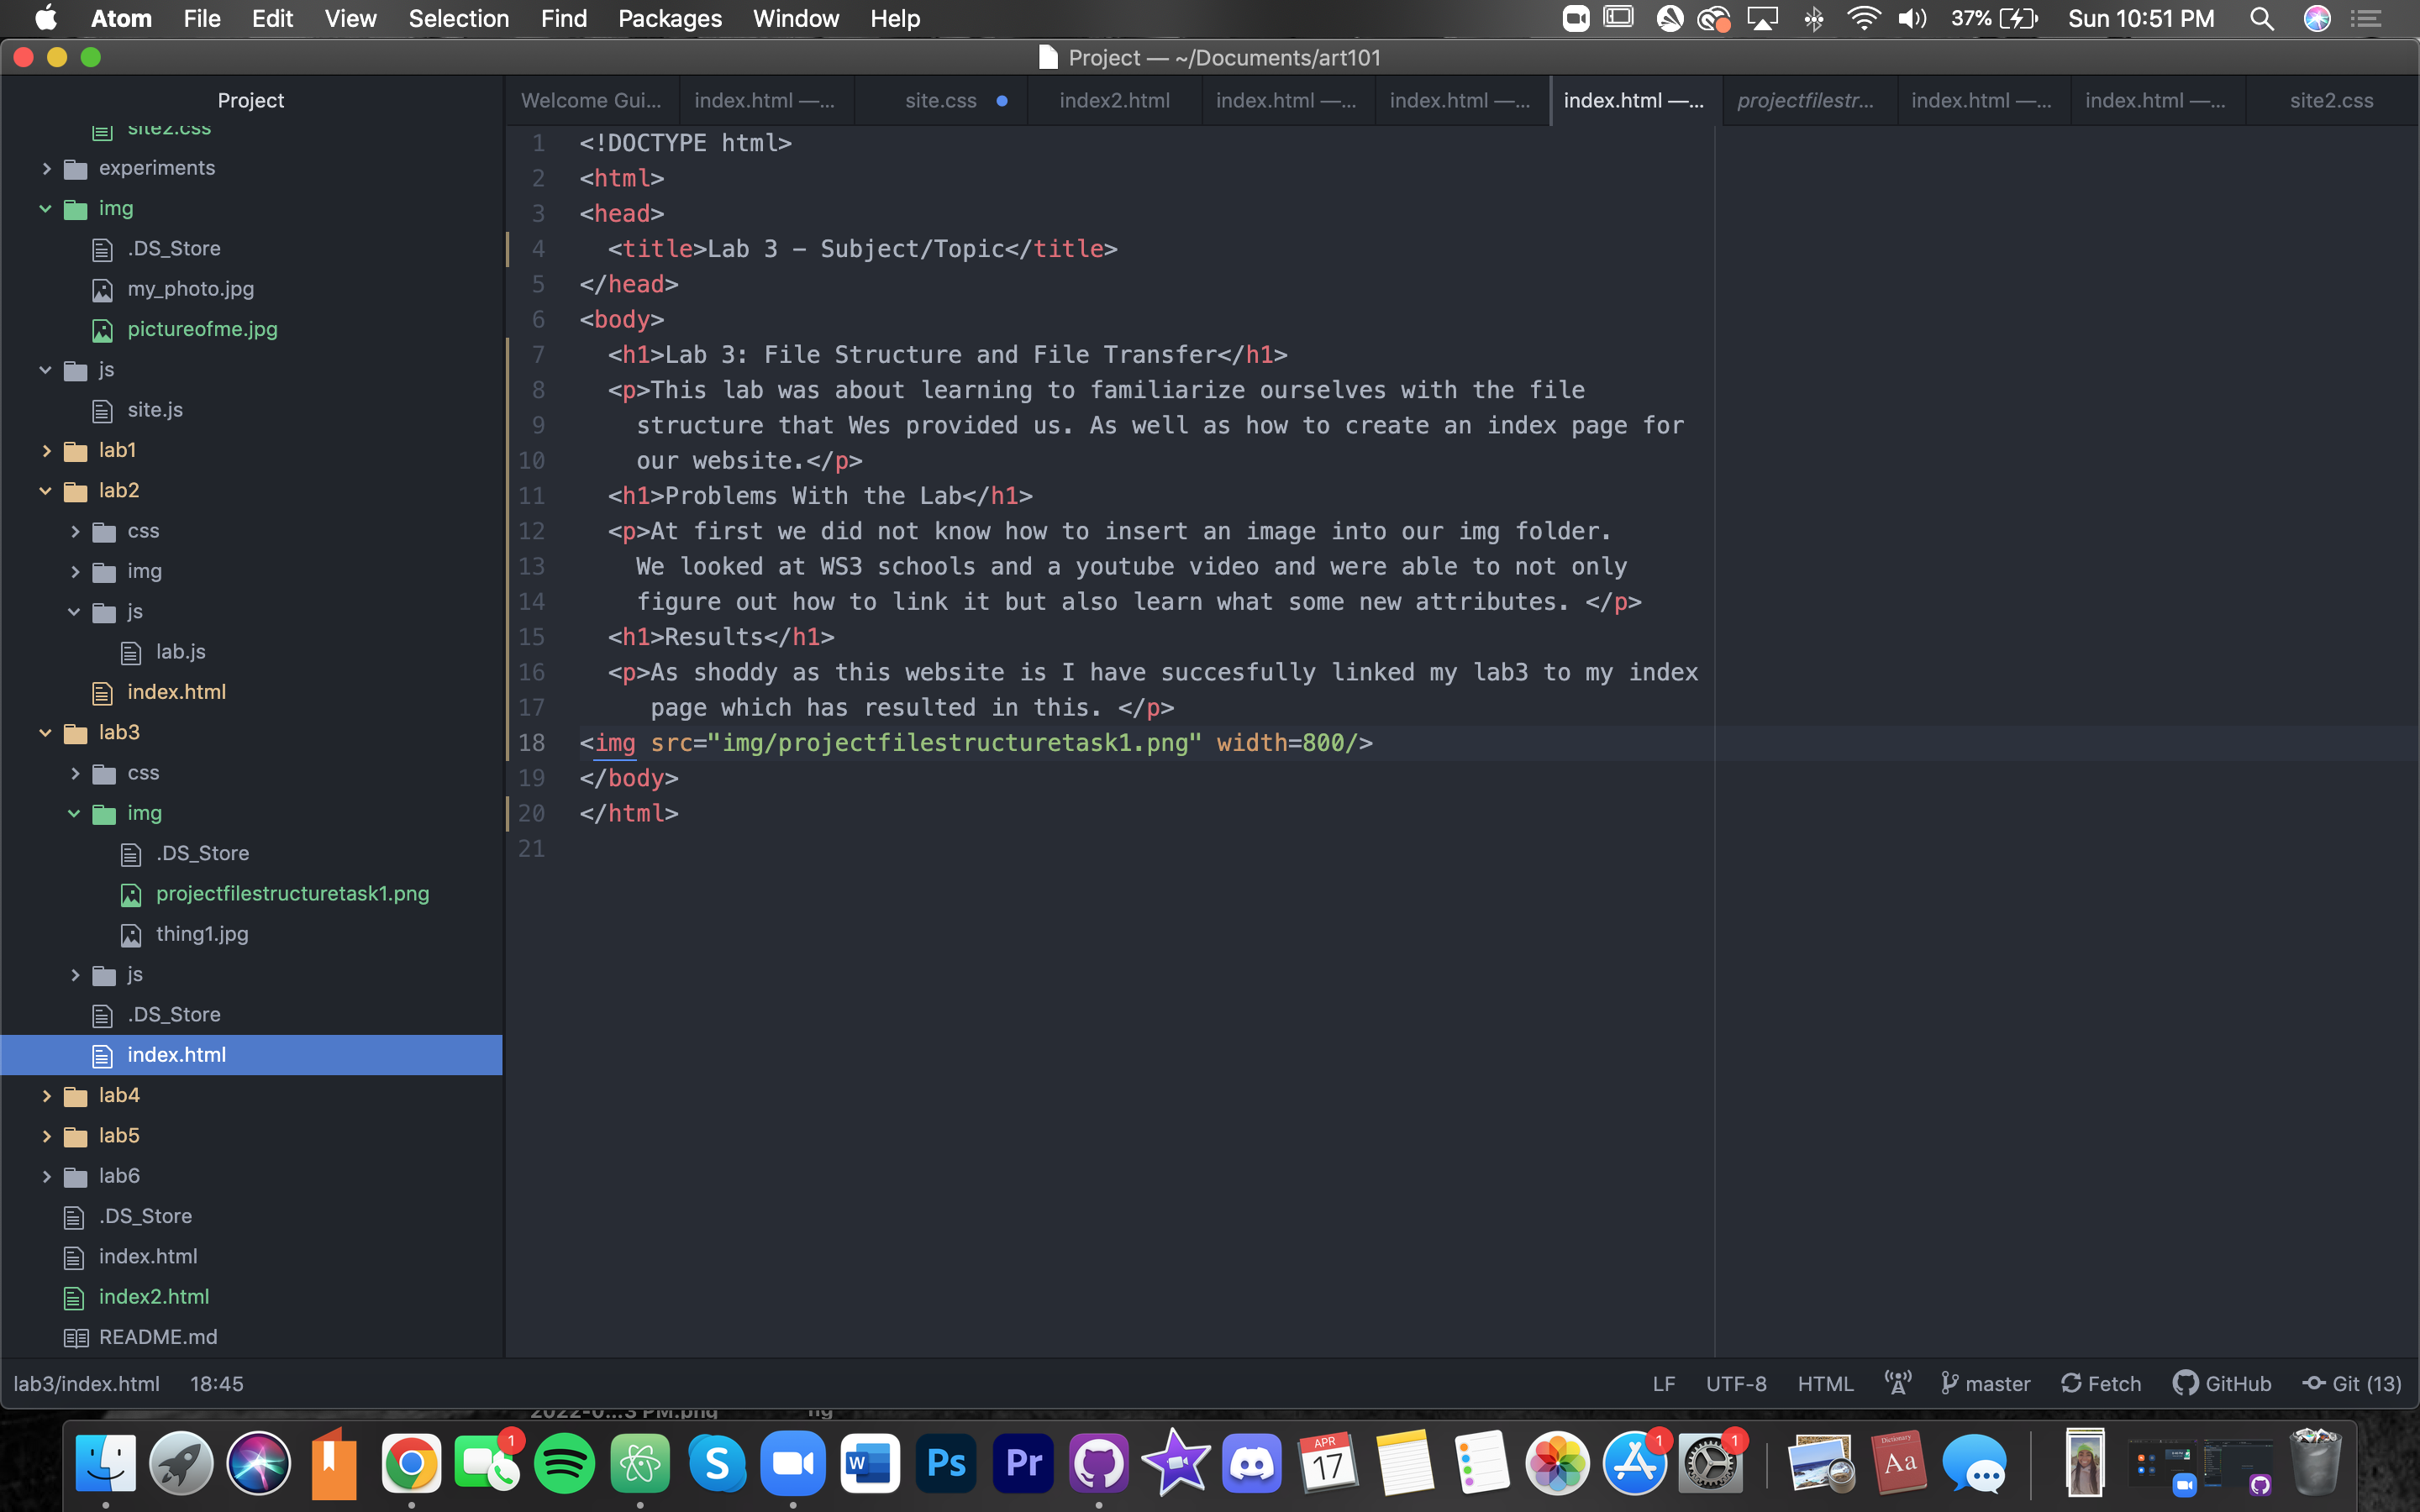 Atom File Edit View Selection Find Packages Window Help 37% Sun 10:51 PM
Project — ~/Documents/art101
Project
Welcome Gui... index.html —... site.css index2.html index.html —... index.html —... index.html —... projectfilestr... index.html —... index.html —... site2.css
site2.css
experiments
img
.DS_Store
my_photo.jpg
pictureofme.jpg
js
site.js
lab1
lab2
css
img
js
lab.js
index.html
lab3
css
img
.DS_Store
projectfilestructuretask1.png
thing1.jpg
js
.DS_Store
index.html
lab4
lab5
lab6
.DS_Store
index.html
index2.html
README.md
1 <!DOCTYPE html>
2 <html>
3 <head>
4 <title>Lab 3 - Subject/Topic</title>
5 </head>
6 <body>
7 <h1>Lab 3: File Structure and File Transfer</h1>
8 <p>This lab was about learning to familiarize ourselves with the file
9 structure that Wes provided us. As well as how to create an index page for
10 our website.</p>
11 <h1>Problems With the Lab</h1>
12 <p>At first we did not know how to insert an image into our img folder.
13 We looked at WS3 schools and a youtube video and were able to not only
14 figure out how to link it but also learn what some new attributes. </p>
15 <h1>Results</h1>
16 <p>As shoddy as this website is I have succesfully linked my lab3 to my index
17 page which has resulted in this. </p>
18 <img src="img/projectfilestructuretask1.png" width=800/>
19 </body>
20 </html>
21
lab3/index.html 18:45 LF UTF-8 HTML master Fetch GitHub Git (13)
2022-0...3 PM.png ng
1
S
W
Ps
Pr
APR
17
1
1
Dictionary
Aa